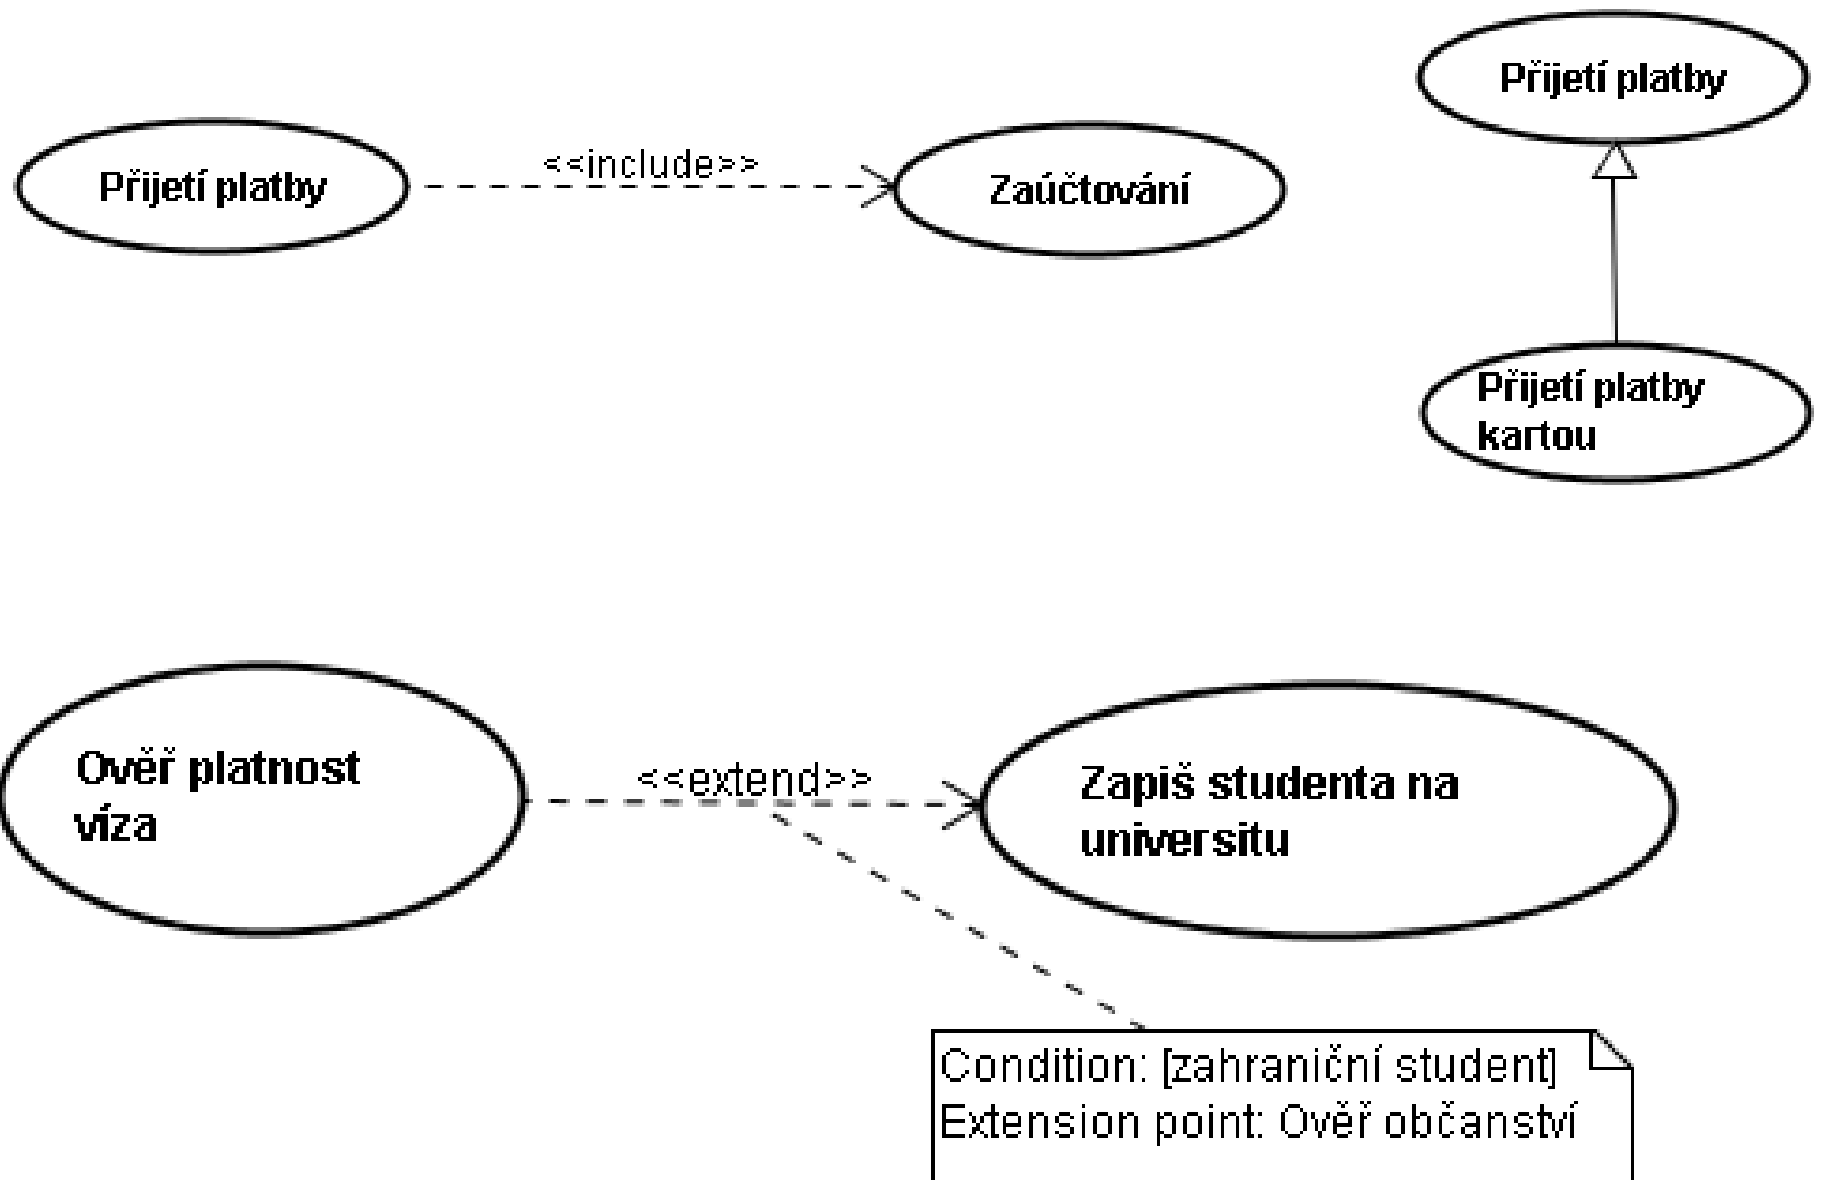 Přijetí platby
<<include>>
Zaúčtování
Přijetí platby
Přijetí platby
kartou
Ověř platnost
víza
<<extend>>
Zapiš studenta na
universitu
Condition: [zahraniční student]
Extension point: Ověř občanství